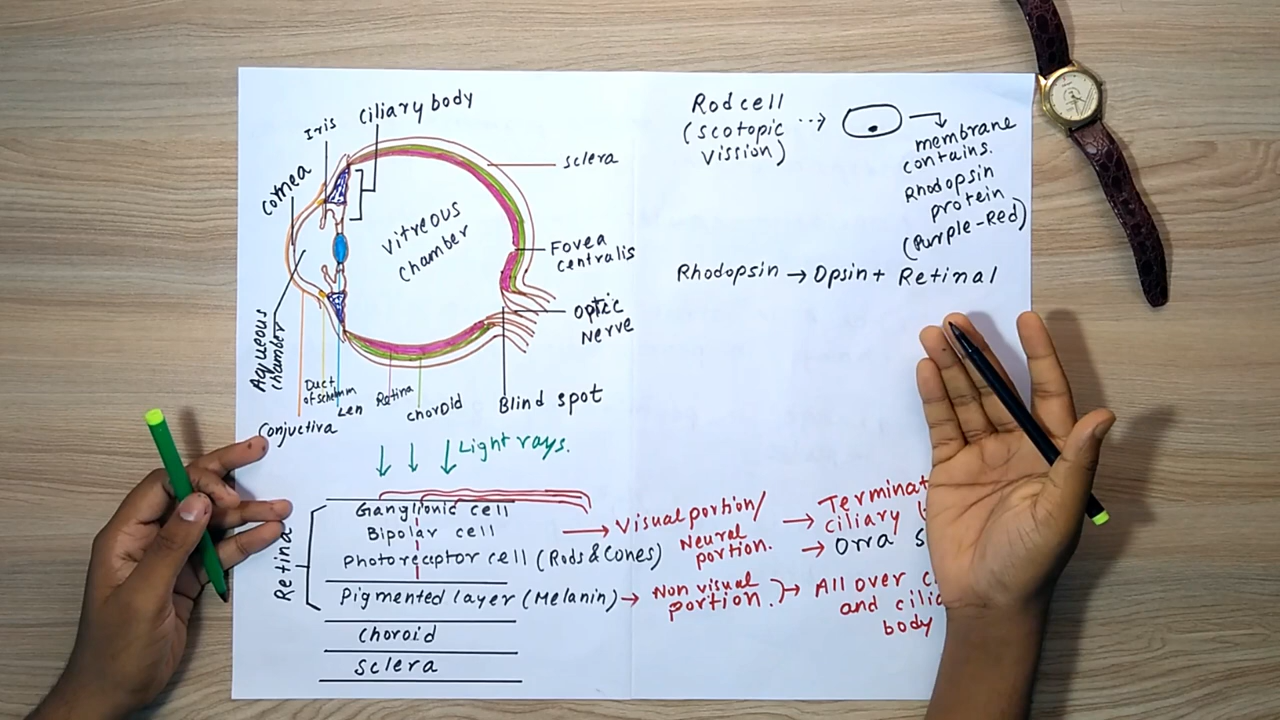 Ciliary body
Iris
Cornea
Sclera
Vitreous
chamber
Fovea
centralis
Optic
Nerve
Aqueous
chamber
Duct
of schelmm
Len
Retina
choroid
Blind spot
Conjuctiva
Light rays.
Retina
Ganglionic cell
Bipolar cell
Photoreceptor cell (Rods & Cones)
Pigmented layer (Melanin)
choroid
Sclera
Visual portion/
Neural
portion.
Non visual
portion.
Terminat
ciliary
Orra s
All over c
and cili
body
Rod cell
(scotopic
vission)
membrane
contains.
Rhodopsin
protein
(Purple-Red)
Rhodopsin → Opsin + Retinal